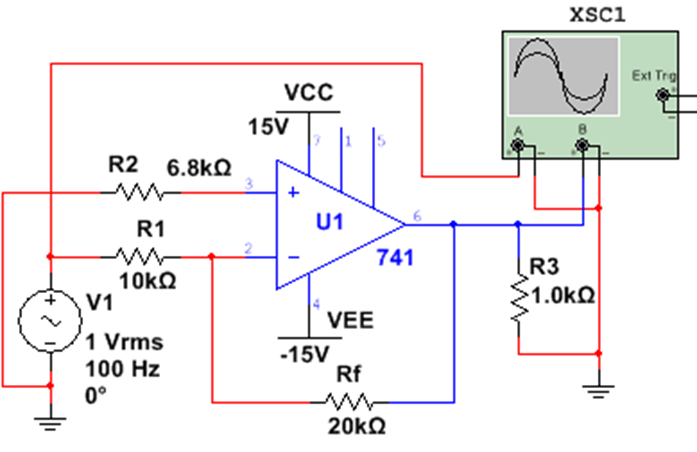 XSC1
Ext Trig
+
-
A
B
+ - + -
VCC
15V
7 1 5
R2 6.8kΩ 3
+
U1
6
R1
10kΩ
2
-
741
4
R3
1.0kΩ
V1
1 Vrms
100 Hz
0°
VEE
-15V
Rf
20kΩ